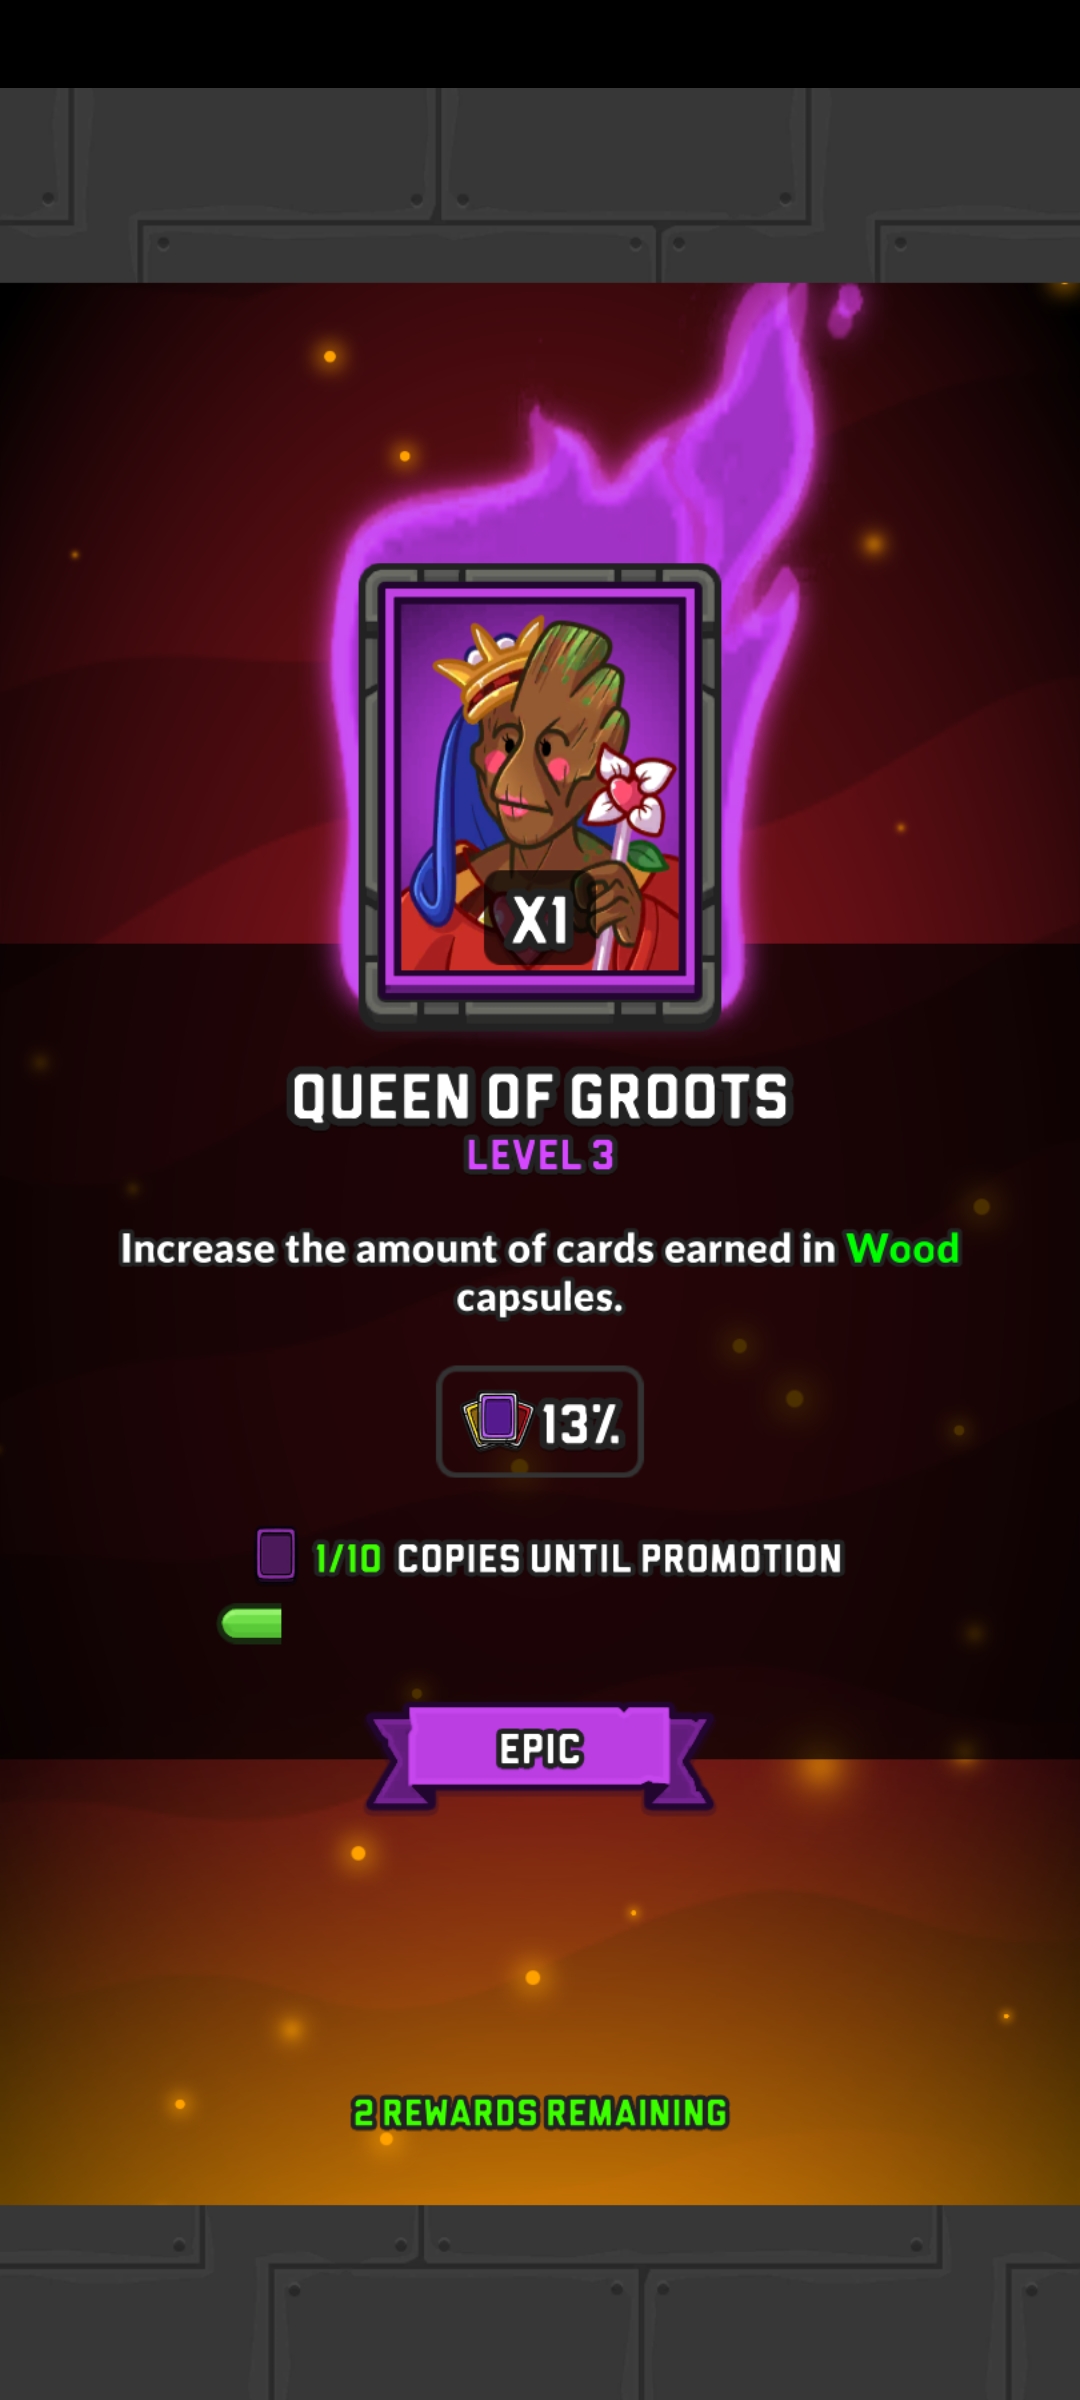 X1
QUEEN OF GROOTS
LEVEL 3
Increase the amount of cards earned in Wood
capsules.
13%
1/10 COPIES UNTIL PROMOTION
EPIC
2 REWARDS REMAINING